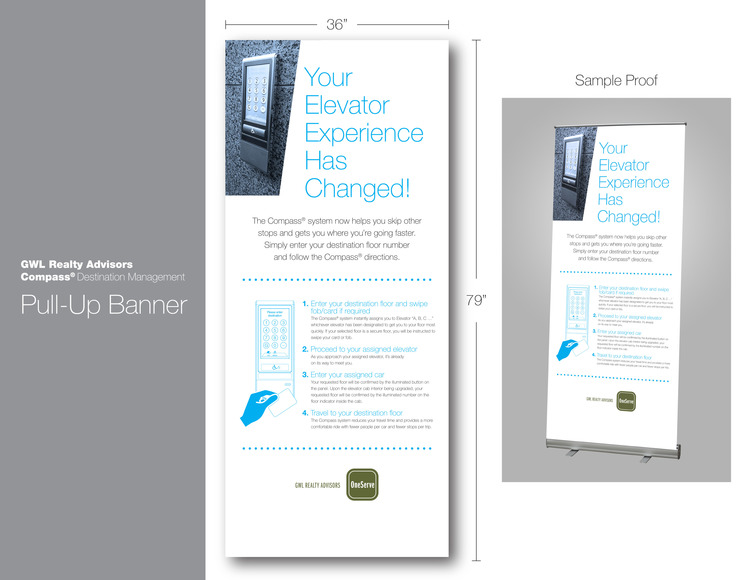 GWL Realty Advisors
Compass® Destination Management
Pull-Up Banner
36”
79”
Your
Elevator
Experience
Has
Changed!
The Compass® system now helps you skip other
stops and gets you where you're going faster.
Simply enter your destination floor number
and follow the Compass® directions.
1. Enter your destination floor and swipe
fob/card if required
The Compass® system instantly assigns you to Elevator “A, B, C ...,”
whichever elevator has been designated to get you to your floor most
quickly. If your selected floor is a secure floor, you will be instructed to
swipe your card or fob.
2. Proceed to your assigned elevator
As you approach your assigned elevator, it's already
on its way to meet you.
3. Enter your assigned car
Your requested floor will be confirmed by the illuminated button on
the panel. Upon the elevator cab interior being upgraded, your
requested floor will be confirmed by the illuminated number on the
floor indicator inside the cab.
4. Travel to your destination floor
The Compass system reduces your travel time and provides a more
comfortable ride with fewer people per car and fewer stops per trip.
GWL REALTY ADVISORS
OneServe
Sample Proof
Your
Elevator
Experience
Has
Changed!
The Compass® system now helps you skip other
stops and gets you where you're going faster.
Simply enter your destination floor number
and follow the Compass® directions.
1. Enter your destination floor and swipe
fob/card if required
2. Proceed to your assigned elevator
3. Enter your assigned car
4. Travel to your destination floor
GWL REALTY ADVISORS
OneServe